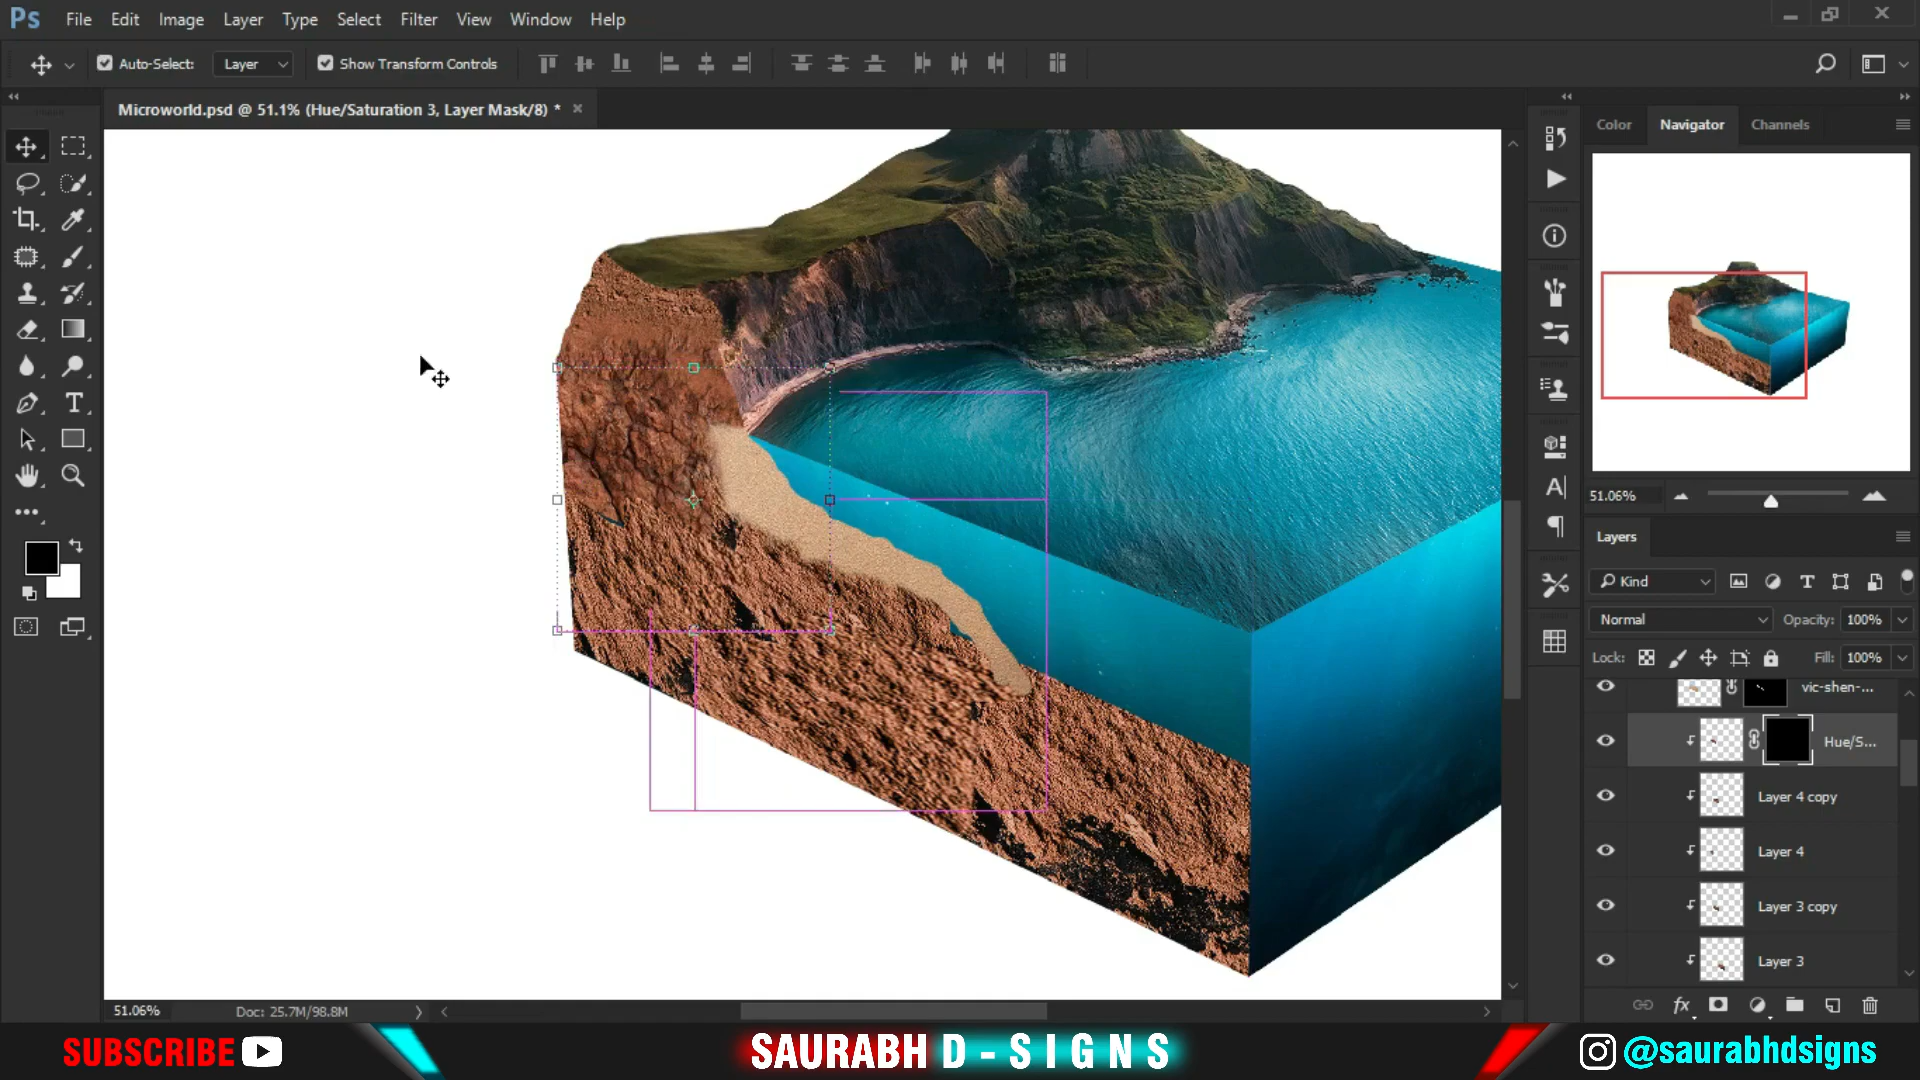 Ps File Edit Image Layer Type Select Filter View Window Help
Auto-Select: Layer Show Transform Controls
Microworld.psd @ 51.1% (Hue/Saturation 3, Layer Mask/8) *
Color Navigator Channels
51.06%
Layers
Kind
Normal Opacity: 100%
Lock: Fill: 100%
vic-shen-...
Hue/S...
Layer 4 copy
Layer 4
Layer 3 copy
Layer 3
51.06% Doc: 25.7M/98.8M
SUBSCRIBE SAURABH D-SIGNS @saurabhdsigns